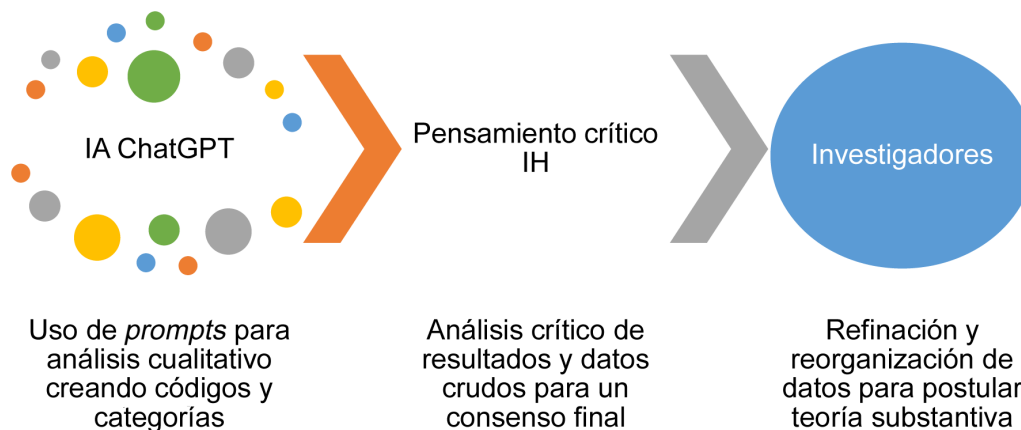 IA ChatGPT
Pensamiento crítico
IH
Investigadores
Uso de prompts para
análisis cualitativo
creando códigos y
categorías
Análisis crítico de
resultados y datos
crudos para un
consenso final
Refinación y
reorganización de
datos para postular
teoría substantiva